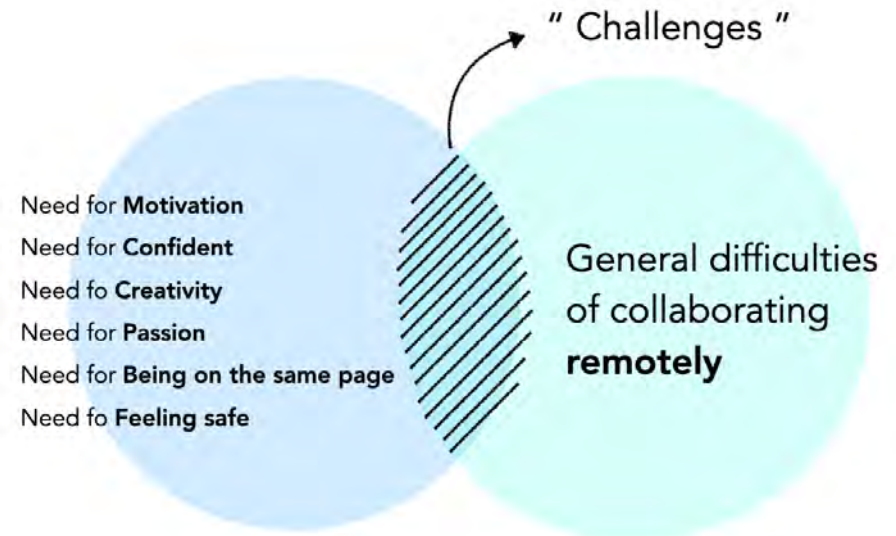 " Challenges "
Need for Motivation
Need for Confident
Need fo Creativity
Need for Passion
Need for Being on the same page
Need fo Feeling safe
General difficulties
of collaborating
remotely